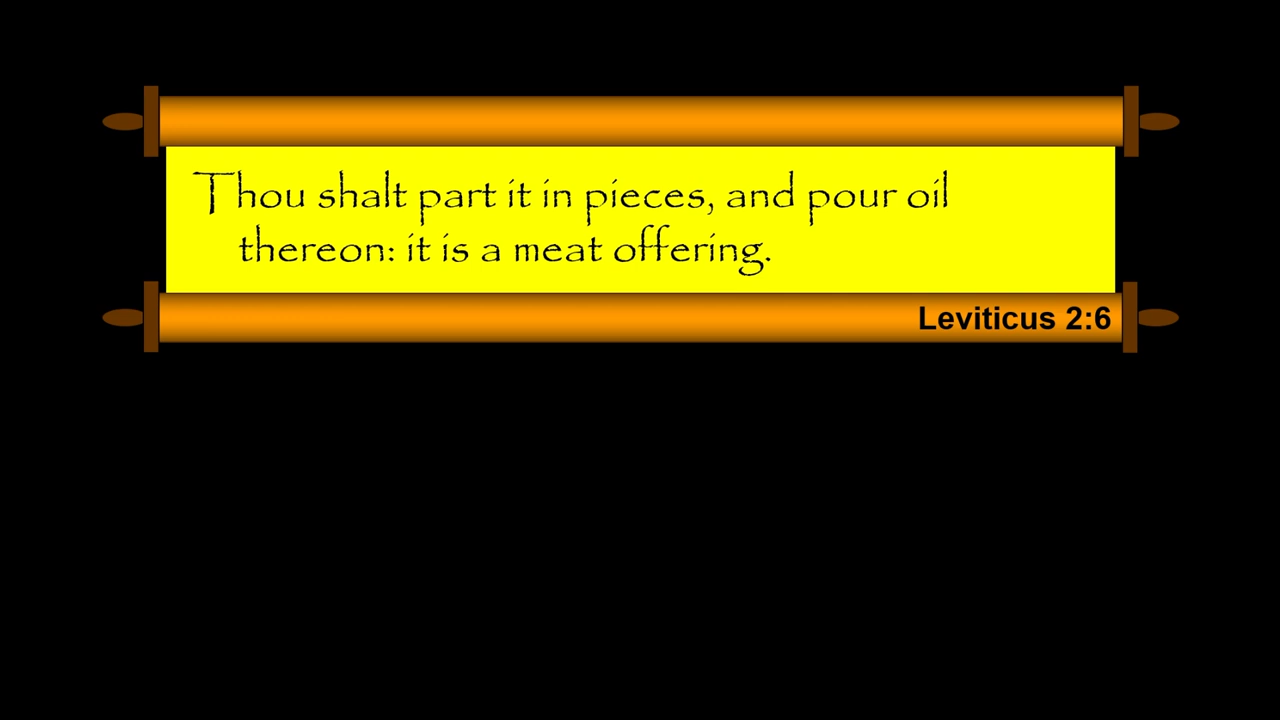 Thou shalt part it in pieces, and pour oil
thereon: it is a meat offering.
Leviticus 2:6